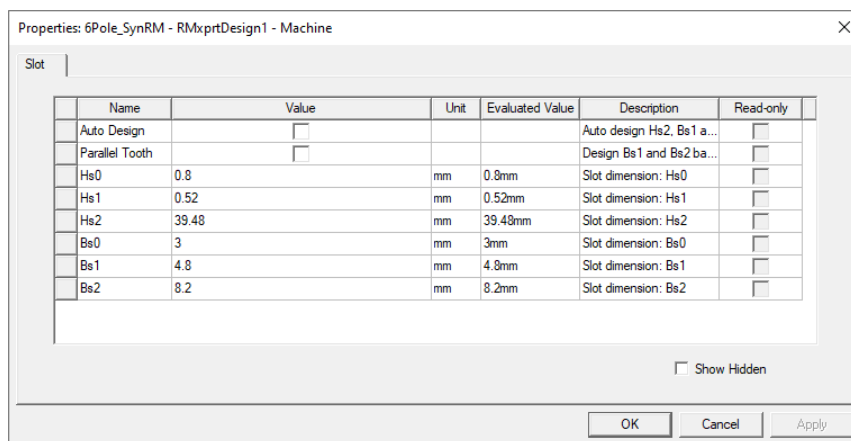 Properties: 6Pole_SynRM - RMxprtDesign1 - Machine
Slot
Name Value Unit Evaluated Value Description Read-only
Auto Design Auto design Hs2, Bs1 a...
Parallel Tooth Design Bs1 and Bs2 ba...
Hs0 0.8 mm 0.8mm Slot dimension: Hs0
Hs1 0.52 mm 0.52mm Slot dimension: Hs1
Hs2 39.48 mm 39.48mm Slot dimension: Hs2
Bs0 3 mm 3mm Slot dimension: Bs0
Bs1 4.8 mm 4.8mm Slot dimension: Bs1
Bs2 8.2 mm 8.2mm Slot dimension: Bs2
Show Hidden
OK Cancel Apply